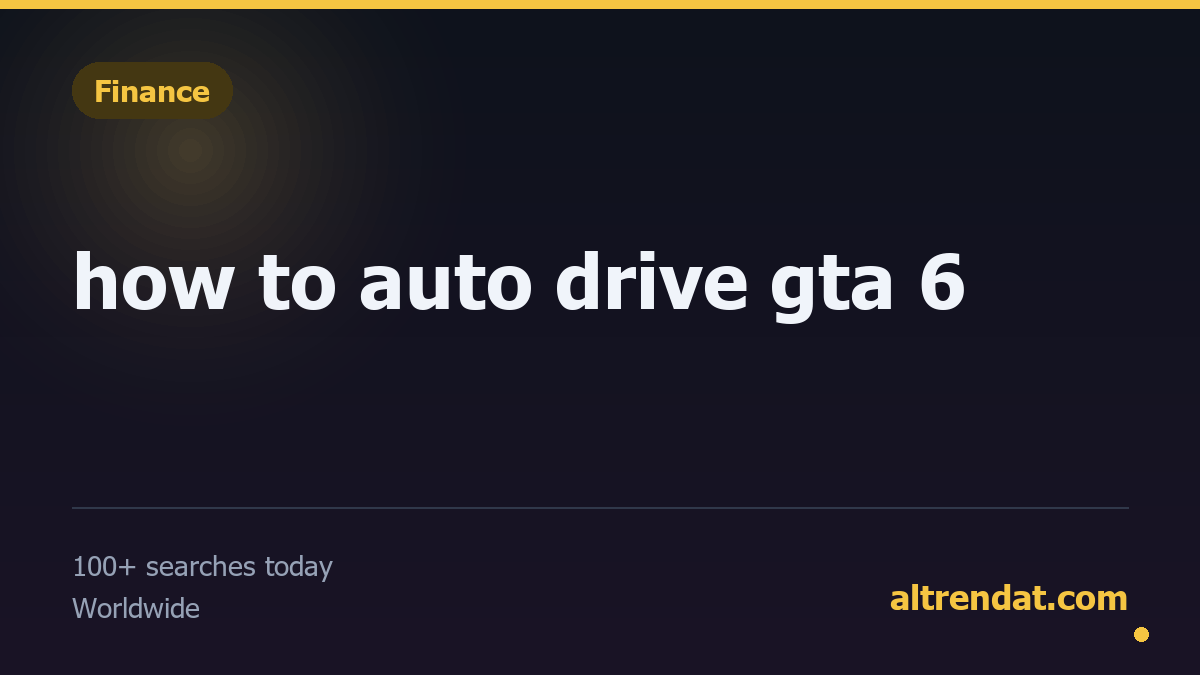 Finance
how to auto drive gta 6
100+ searches today
Worldwide
altrendat.com